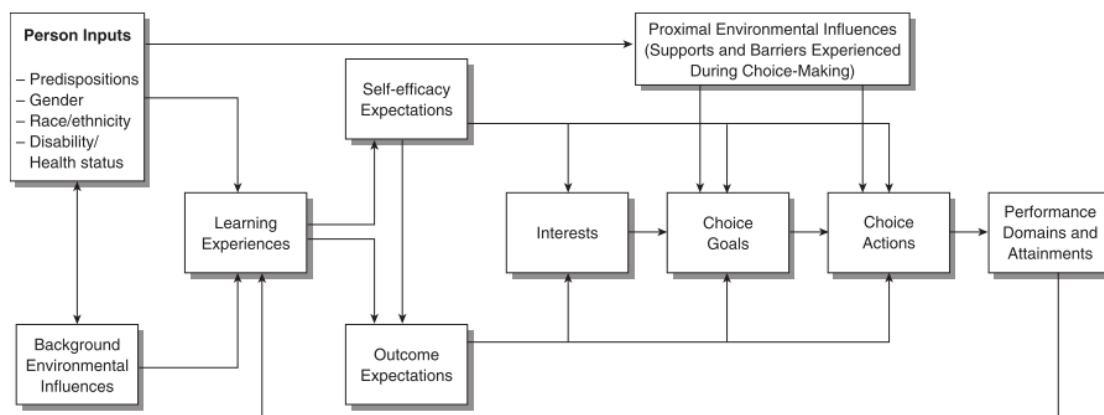 Person Inputs
– Predispositions
– Gender
– Race/ethnicity
– Disability/
Health status
Proximal Environmental Influences
(Supports and Barriers Experienced
During Choice-Making)
Self-efficacy
Expectations
Learning
Experiences
Interests
Choice
Goals
Choice
Actions
Performance
Domains and
Attainments
Background
Environmental
Influences
Outcome
Expectations